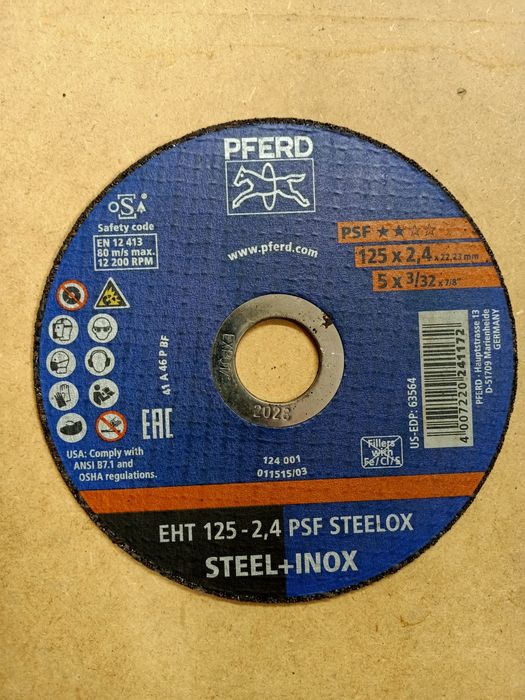 PFERD
OSA
Safety code
EN 12 413
80 m/s max.
12 200 RPM
www.pferd.com
PSF ★★☆☆
125 x 2,4 x 22,23 mm
5 x 3/32 x 7/8"
41 A 46 P BF
EAC
USA: Comply with
ANSI B7.1 and
OSHA regulations.
124 001
011515/03
Fillers
with
Fe/Cl/S
US-EDP: 63564
4 007220 241172
PFERD · Hauptstrasse 13
D-51709 Marienheide
GERMANY
EHT 125-2,4 PSF STEELOX
STEEL+INOX